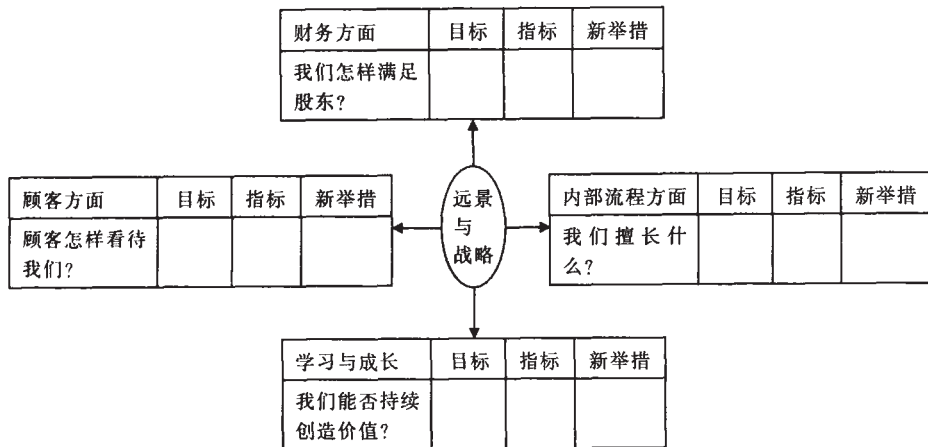 财务方面 目标 指标 新举措
我们怎样满足
股东?
顾客方面 目标 指标 新举措
顾客怎样看待
我们?
远景
与
战略
内部流程方面 目标 指标 新举措
我们擅长什
么?
学习与成长 目标 指标 新举措
我们能否持续
创造价值?